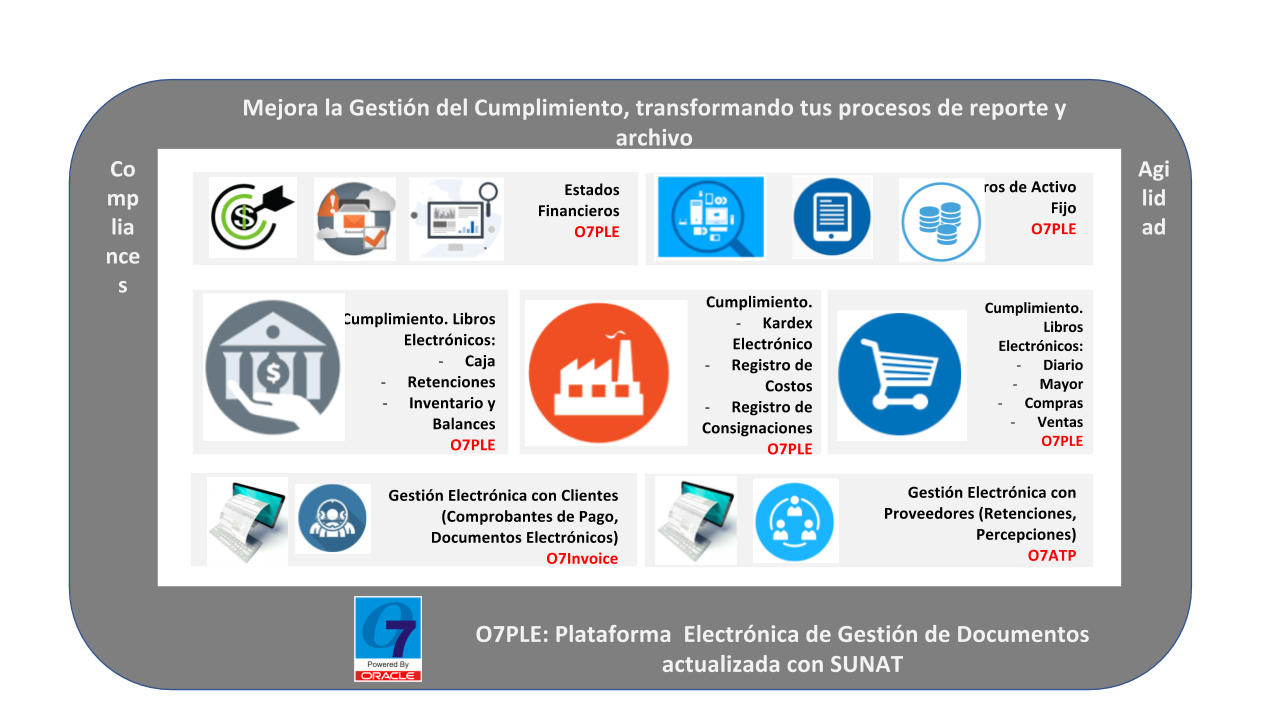 Mejora la Gestión del Cumplimiento, transformando tus procesos de reporte y
archivo
Co
mp
lia
nce
s
Agi
lid
ad
Estados
Financieros
O7PLE
ros de Activo
Fijo
O7PLE
Cumplimiento. Libros
Electrónicos:
- Caja
- Retenciones
- Inventario y
Balances
O7PLE
Cumplimiento.
- Kardex
Electrónico
- Registro de
Costos
- Registro de
Consignaciones
O7PLE
Cumplimiento.
Libros
Electrónicos:
- Diario
- Mayor
- Compras
- Ventas
O7PLE
Gestión Electrónica con Clientes
(Comprobantes de Pago,
Documentos Electrónicos)
O7Invoice
Gestión Electrónica con
Proveedores (Retenciones,
Percepciones)
O7ATP
O7
Powered By
ORACLE
O7PLE: Plataforma Electrónica de Gestión de Documentos
actualizada con SUNAT